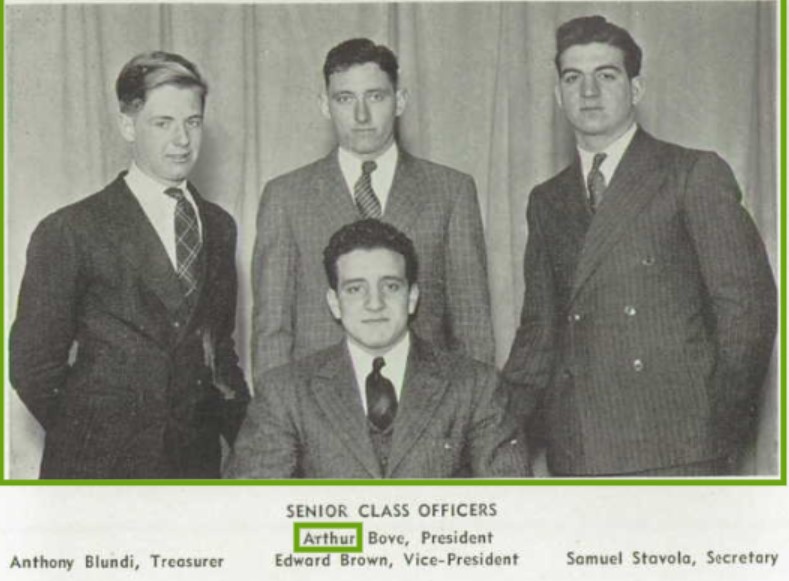 SENIOR CLASS OFFICERS
Arthur Bove, President
Anthony Blundi, Treasurer Edward Brown, Vice-President Samuel Stavola, Secretary